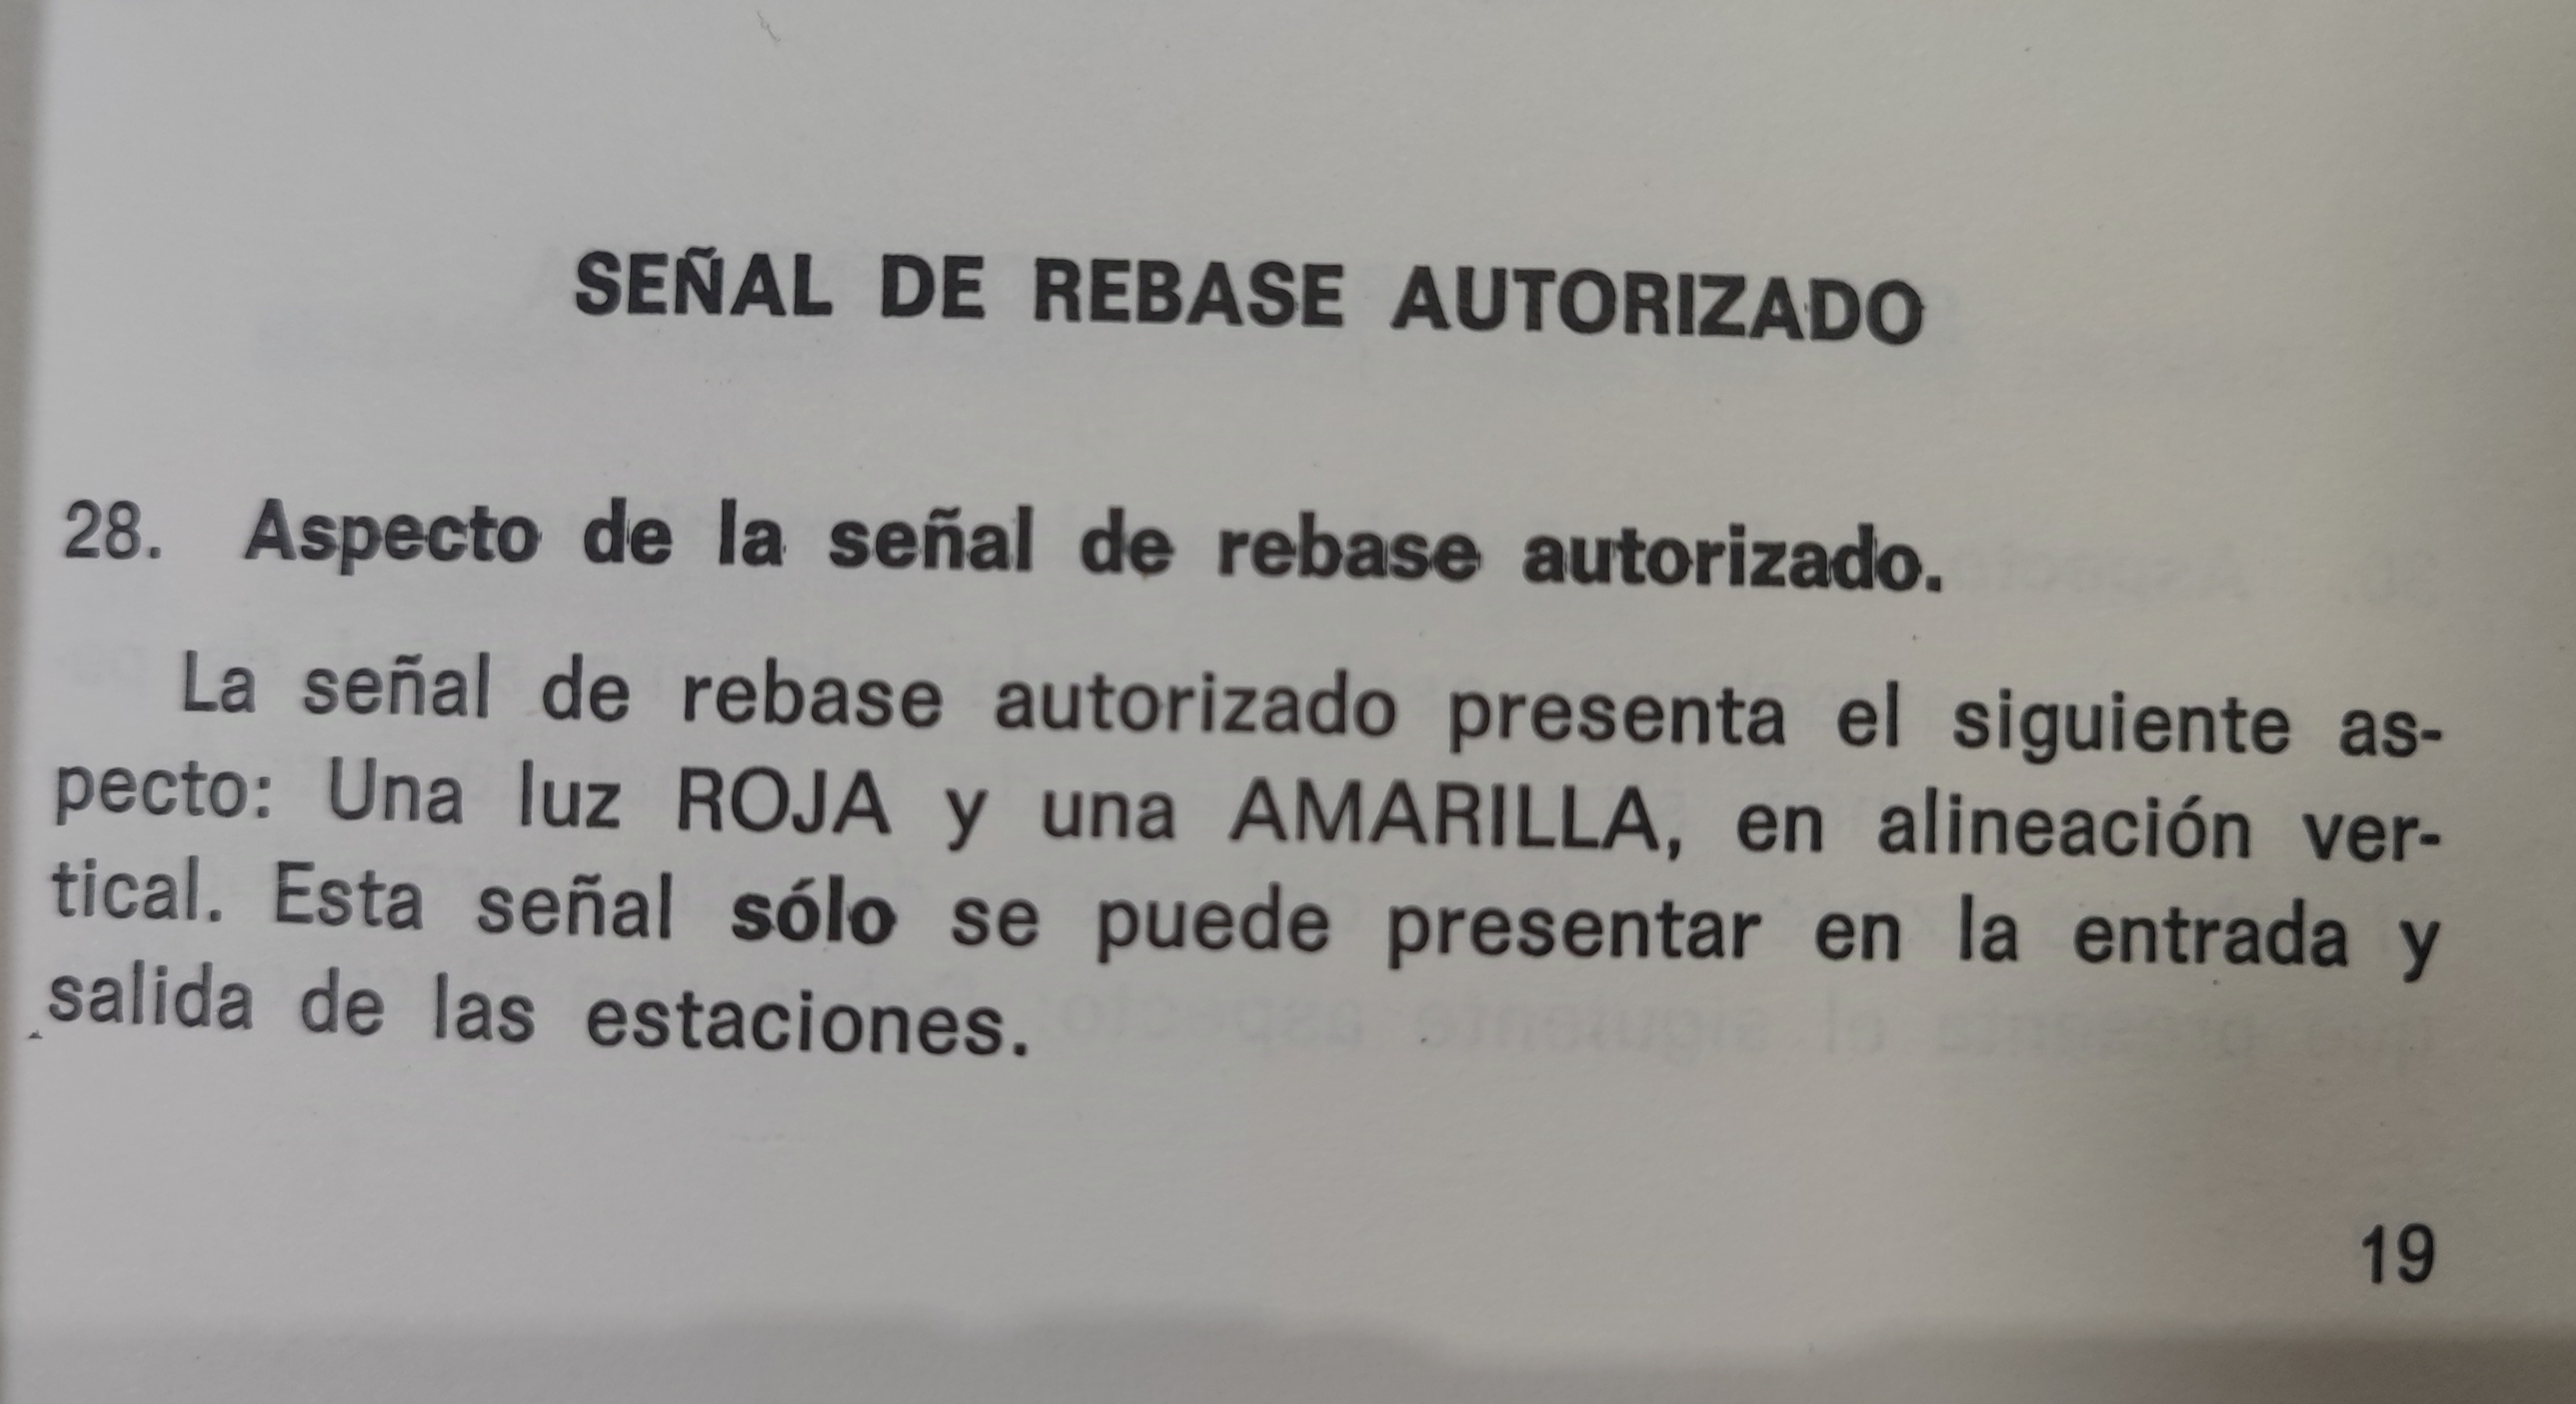 SEÑAL DE REBASE AUTORIZADO
28. Aspecto de la señal de rebase autorizado.
La señal de rebase autorizado presenta el siguiente as-
pecto: Una luz ROJA y una AMARILLA, en alineación ver-
tical. Esta señal sólo se puede presentar en la entrada y
salida de las estaciones.
19